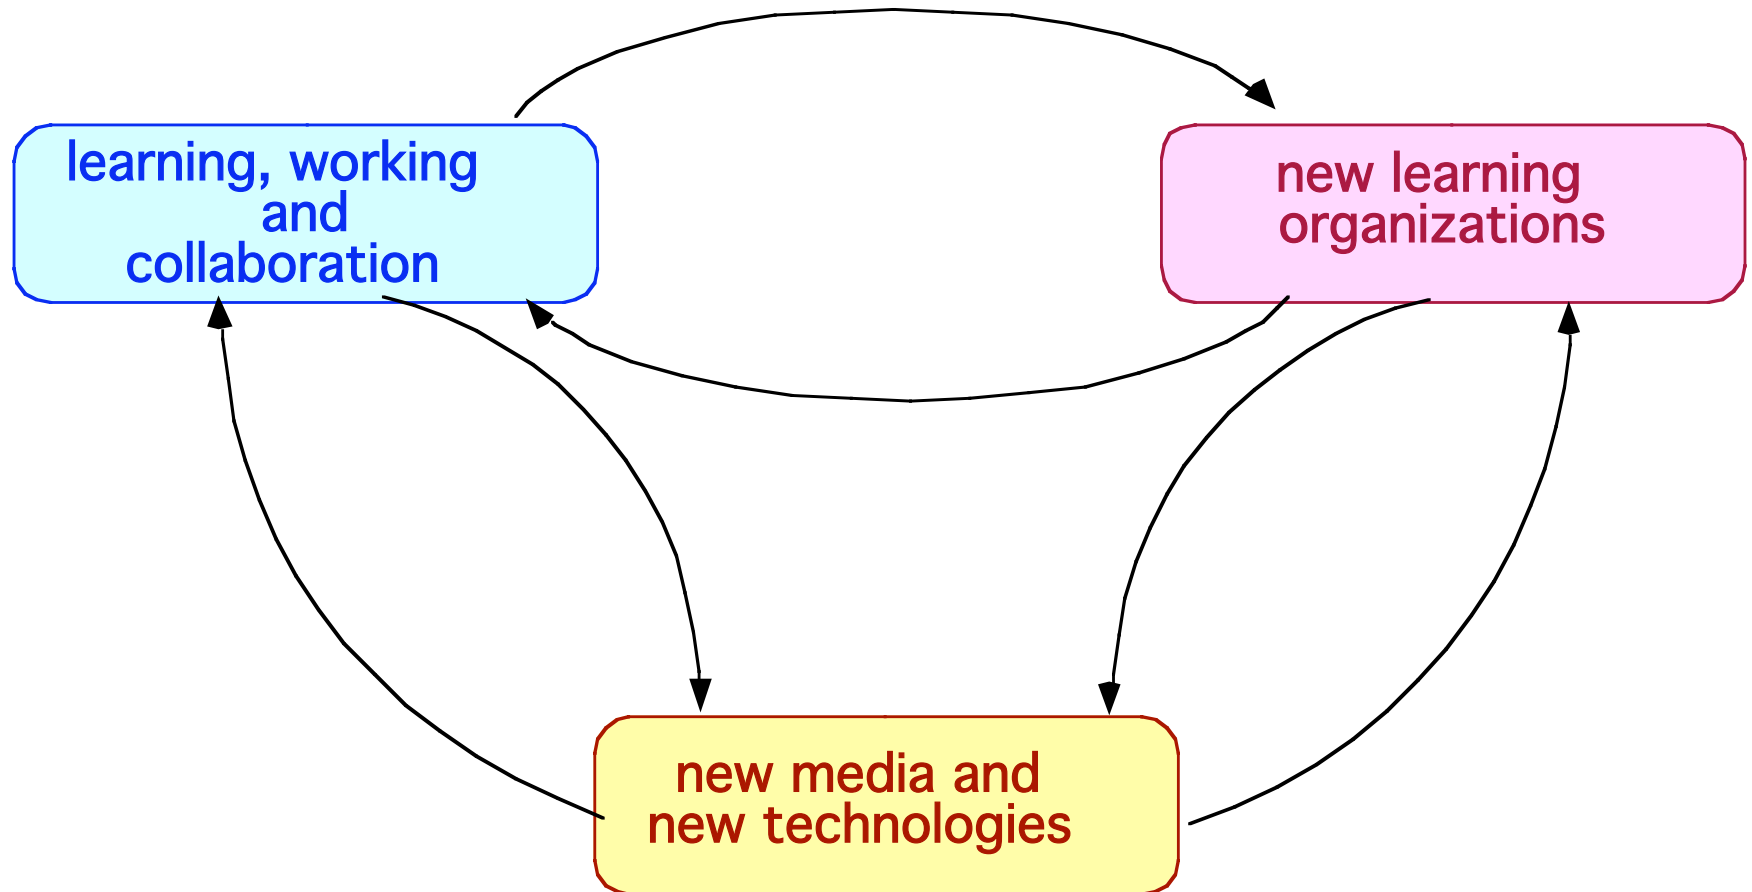 learning, working
and
collaboration
new learning
organizations
new media and
new technologies